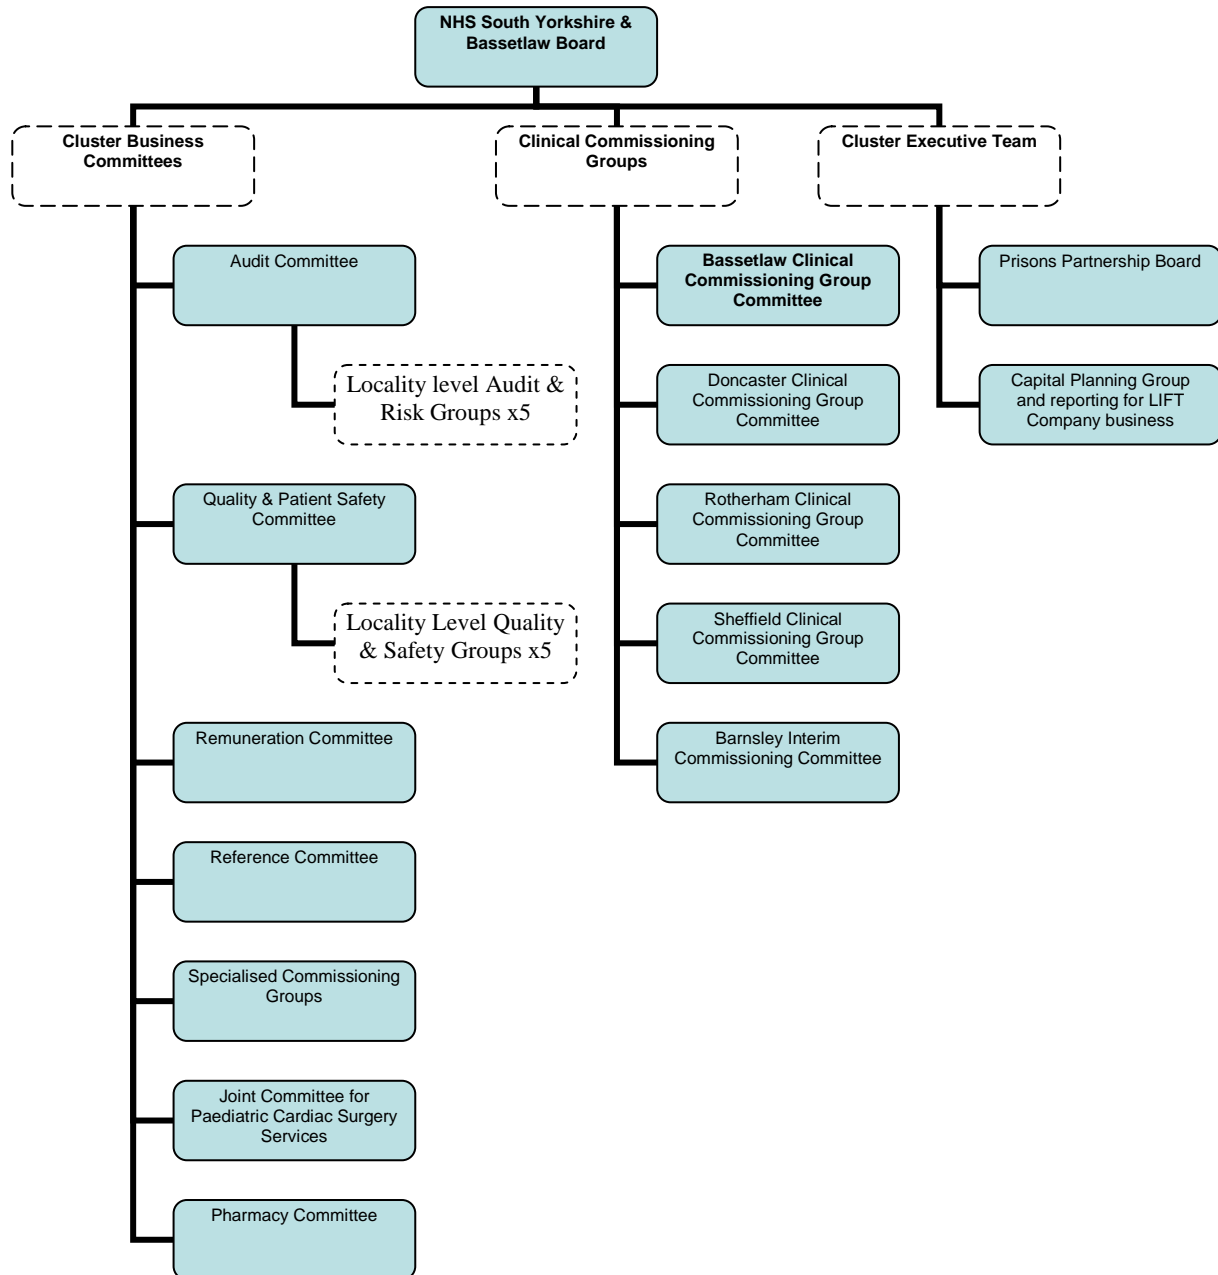 NHS South Yorkshire &
Bassetlaw Board
Cluster Business
Committees
Clinical Commissioning
Groups
Cluster Executive Team
Audit Committee
Locality level Audit &
Risk Groups x5
Quality & Patient Safety
Committee
Locality Level Quality
& Safety Groups x5
Remuneration Committee
Reference Committee
Specialised Commissioning
Groups
Joint Committee for
Paediatric Cardiac Surgery
Services
Pharmacy Committee
Bassetlaw Clinical
Commissioning Group
Committee
Doncaster Clinical
Commissioning Group
Committee
Rotherham Clinical
Commissioning Group
Committee
Sheffield Clinical
Commissioning Group
Committee
Barnsley Interim
Commissioning Committee
Prisons Partnership Board
Capital Planning Group
and reporting for LIFT
Company business